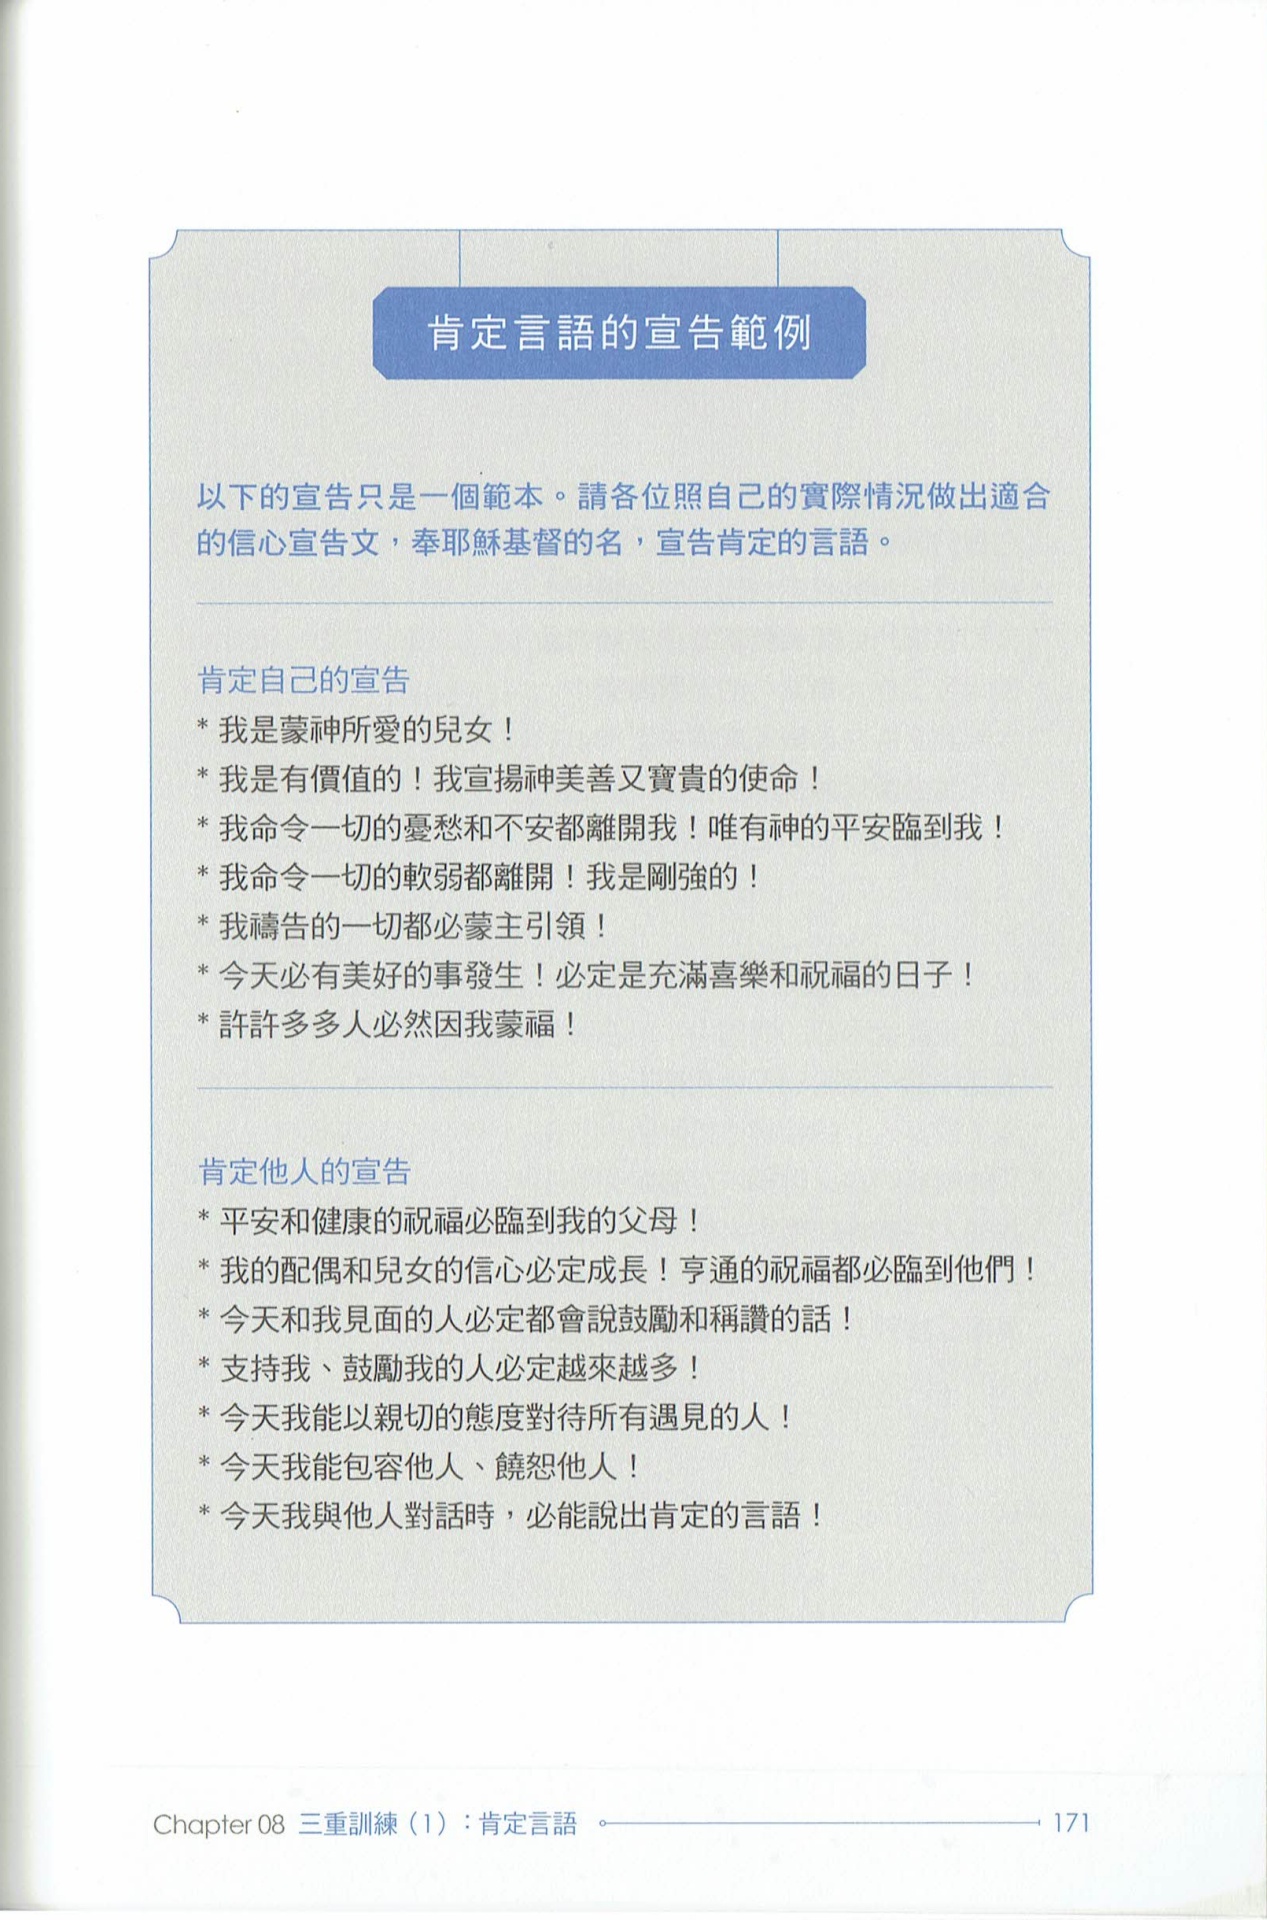 肯定言語的宣告範例
以下的宣告只是一個範本。請各位照自己的實際情況做出適合
的信心宣告文，奉耶穌基督的名，宣告肯定的言語。
肯定自己的宣告
* 我是蒙神所愛的兒女！
* 我是有價值的！我宣揚神美善又寶貴的使命！
* 我命令一切的憂愁和不安都離開我！唯有神的平安臨到我！
* 我命令一切的軟弱都離開！我是剛強的！
* 我禱告的一切都必蒙主引領！
* 今天必有美好的事發生！必定是充滿喜樂和祝福的日子！
* 許許多多人必然因我蒙福！
肯定他人的宣告
* 平安和健康的祝福必臨到我的父母！
* 我的配偶和兒女的信心必定成長！亨通的祝福都必臨到他們！
* 今天和我見面的人必定都會說鼓勵和稱讚的話！
* 支持我、鼓勵我的人必定越來越多！
* 今天我能以親切的態度對待所有遇見的人！
* 今天我能包容他人、饒恕他人！
* 今天我與他人對話時，必能說出肯定的言語！
Chapter 08 三重訓練（1）：肯定言語 171